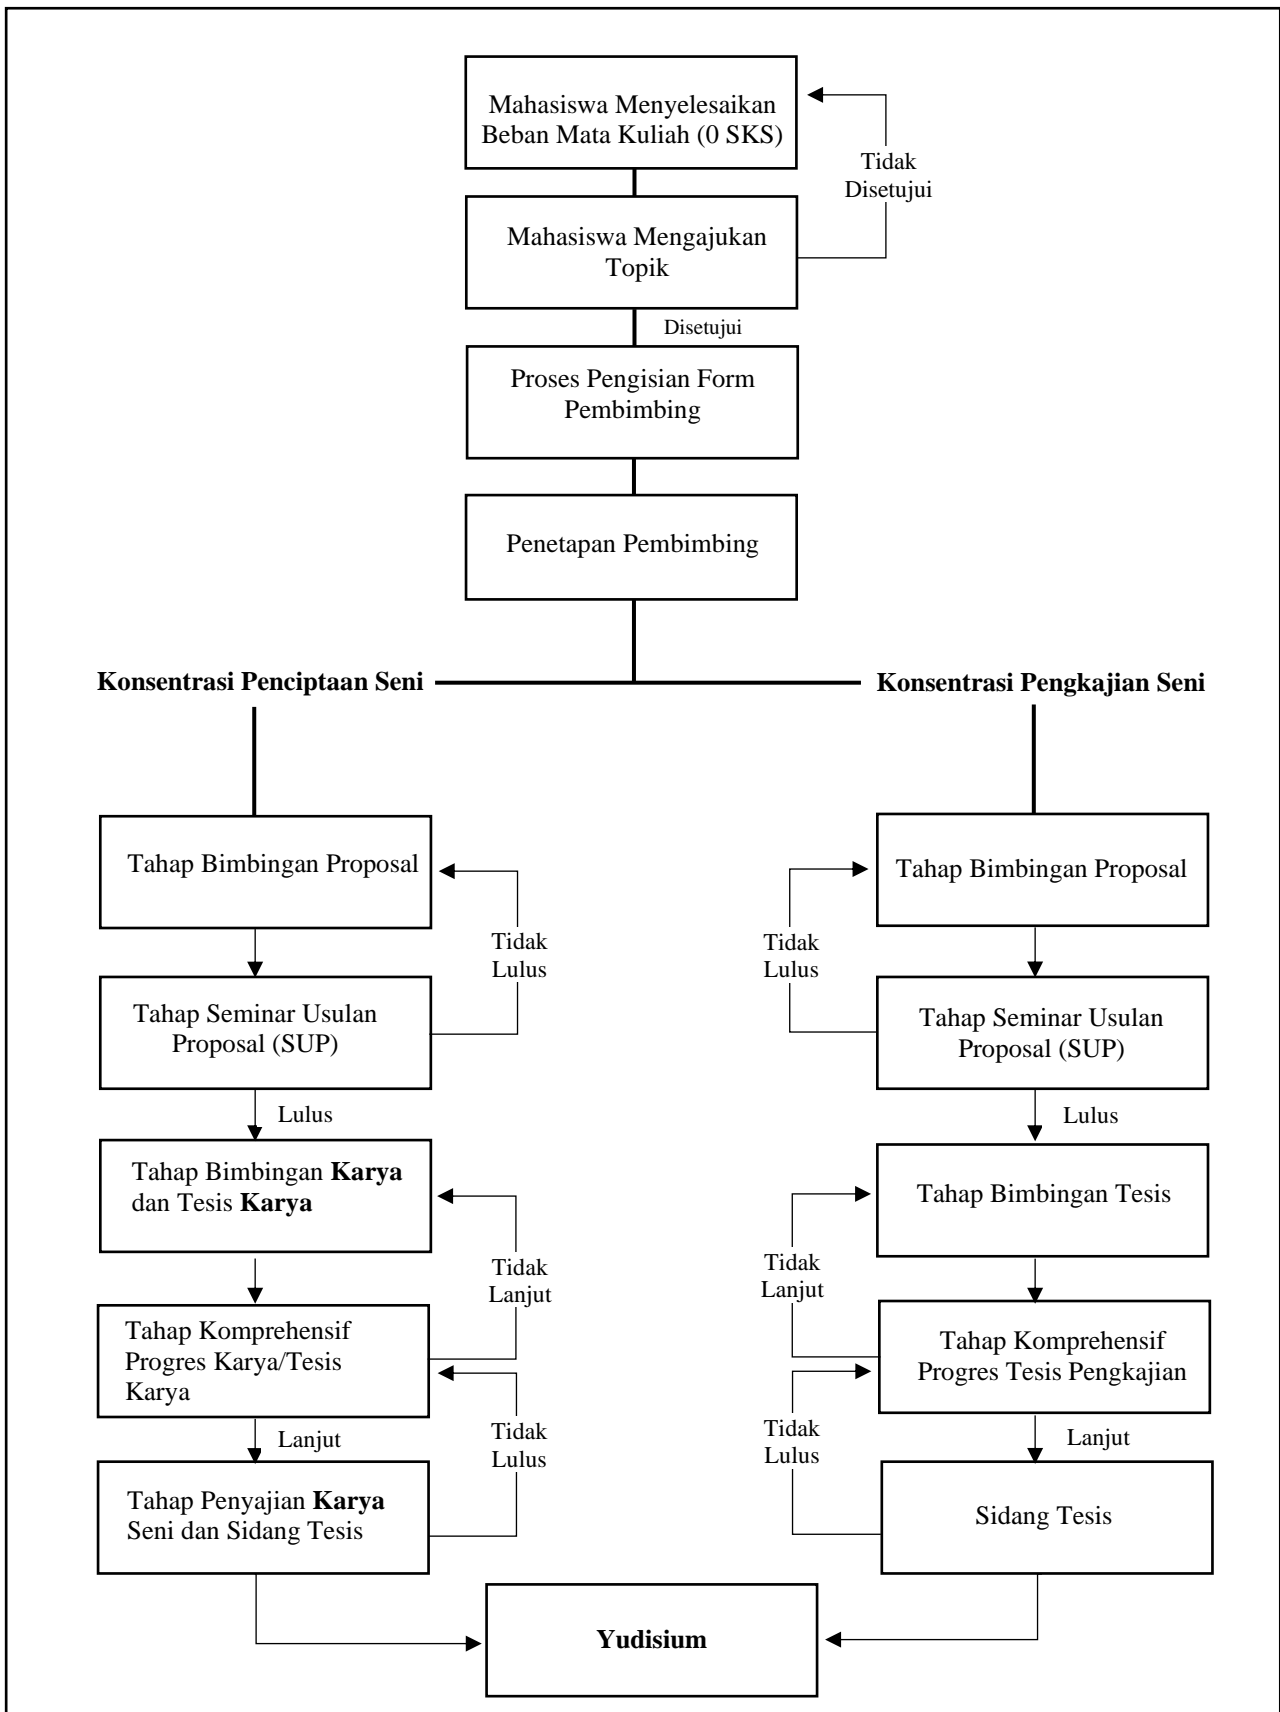 Mahasiswa Menyelesaikan
Beban Mata Kuliah (0 SKS)
Tidak
Disetujui
Mahasiswa Mengajukan
Topik
Disetujui
Proses Pengisian Form
Pembimbing
Penetapan Pembimbing
Konsentrasi Penciptaan Seni
Konsentrasi Pengkajian Seni
Tahap Bimbingan Proposal
Tidak
Lulus
Tahap Seminar Usulan
Proposal (SUP)
Lulus
Tahap Bimbingan Karya
dan Tesis Karya
Tidak
Lanjut
Tahap Komprehensif
Progres Karya/Tesis
Karya
Lanjut
Tidak
Lulus
Tahap Penyajian Karya
Seni dan Sidang Tesis
Tahap Bimbingan Proposal
Tidak
Lulus
Tahap Seminar Usulan
Proposal (SUP)
Lulus
Tahap Bimbingan Tesis
Tidak
Lanjut
Tahap Komprehensif
Progres Tesis Pengkajian
Lanjut
Tidak
Lulus
Sidang Tesis
Yudisium